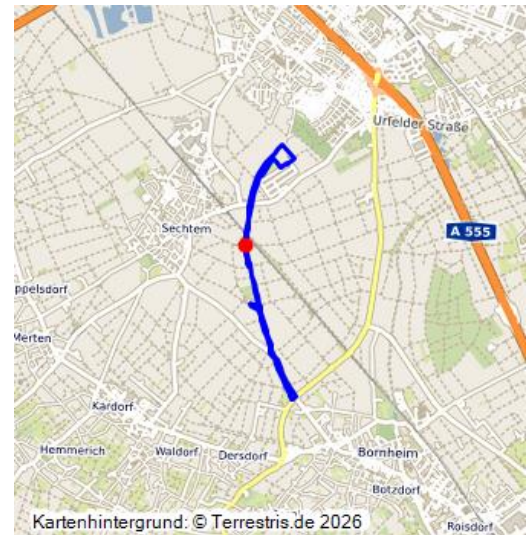 Urfelder Straße
Sechtem
A 555
ppelsdorf
Merten
Kardorf
Hemmerich
Waldorf
Dersdorf
Bornheim
Botzdorf
Roisdorf
Kartenhintergrund: © Terrestris.de 2026